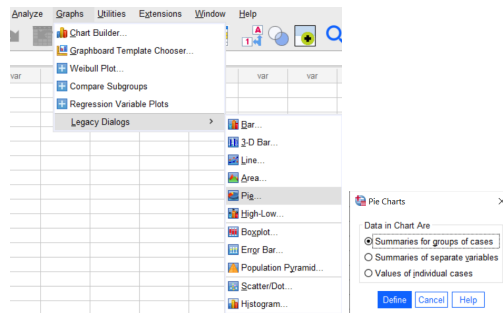 Analyze Graphs Utilities Extensions Window Help
Chart Builder...
A
1
Graphboard Template Chooser...
Weibull Plot...
var var var
Compare Subgroups
Regression Variable Plots
Legacy Dialogs >
Bar...
3-D Bar...
Line...
Area...
Pie...
High-Low...
Boxplot...
Error Bar...
Population Pyramid...
Scatter/Dot...
Histogram...
Pie Charts
Data in Chart Are
Summaries for groups of cases
Summaries of separate variables
Values of individual cases
Define Cancel Help